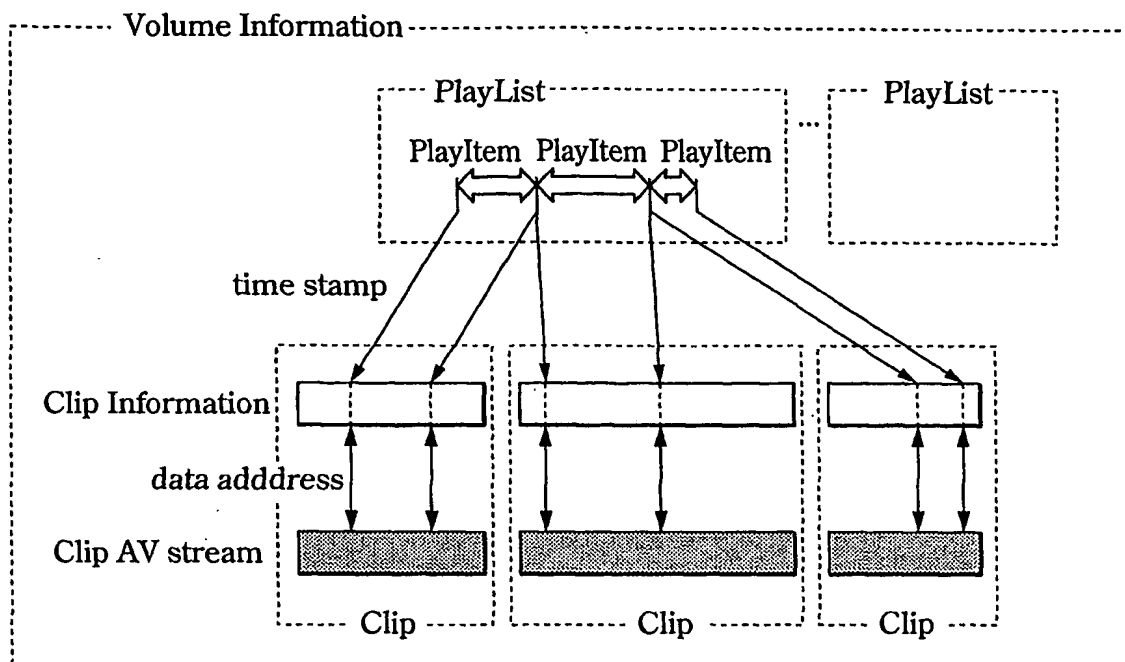 Volume Information
PlayList
PlayList
...
PlayItem PlayItem PlayItem
time stamp
Clip Information
data adddress
Clip AV stream
Clip
Clip
Clip